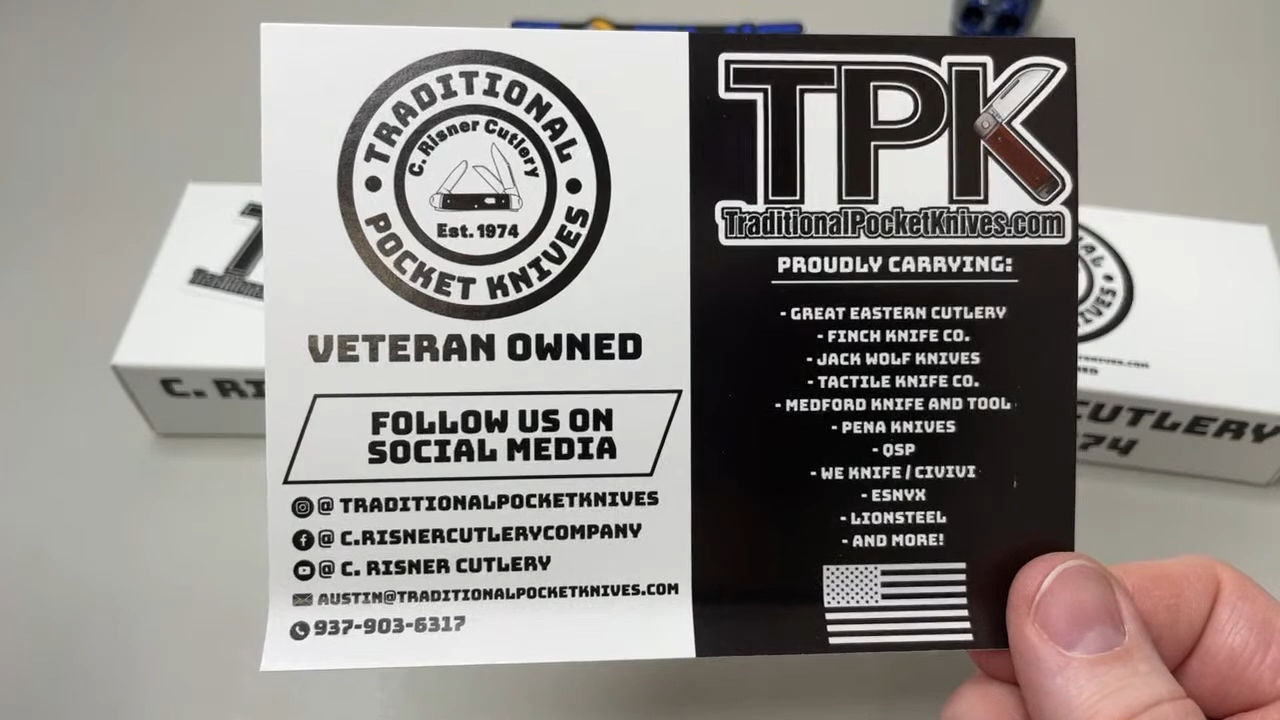 TRADITIONAL
C. Risner Cutlery
Est. 1974
POCKET KNIVES
VETERAN OWNED
FOLLOW US ON
SOCIAL MEDIA
@ TRADITIONALPOCKETKNIVES
@ C.RISNERCUTLERYCOMPANY
@ C. RISNER CUTLERY
AUSTIN@TRADITIONALPOCKETKNIVES.COM
937-903-6317
TPK
TraditionalPocketKnives.com
PROUDLY CARRYING:
- GREAT EASTERN CUTLERY
- FINCH KNIFE CO.
- JACK WOLF KNIVES
- TACTILE KNIFE CO.
- MEDFORD KNIFE AND TOOL
- PENA KNIVES
- QSP
- WE KNIFE / CIVIVI
- ESNYX
- LIONSTEEL
- AND MORE!
C. RI
CUTLERY
74